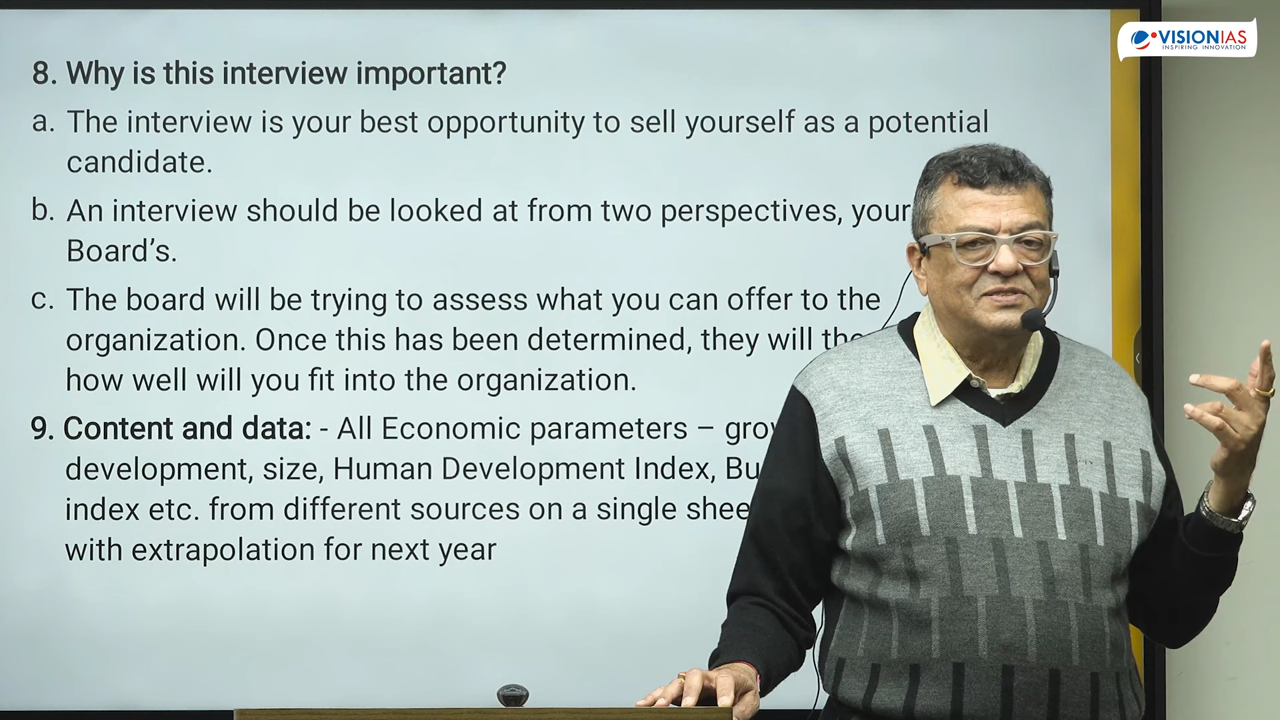 VISIONIAS
INSPIRING INNOVATION
8. Why is this interview important?
a. The interview is your best opportunity to sell yourself as a potential
candidate.
b. An interview should be looked at from two perspectives, your
Board's.
c. The board will be trying to assess what you can offer to the
organization. Once this has been determined, they will
how well will you fit into the organization.
9. Content and data: - All Economic parameters –
development, size, Human Development Index,
index etc. from different sources on a single
with extrapolation for next year